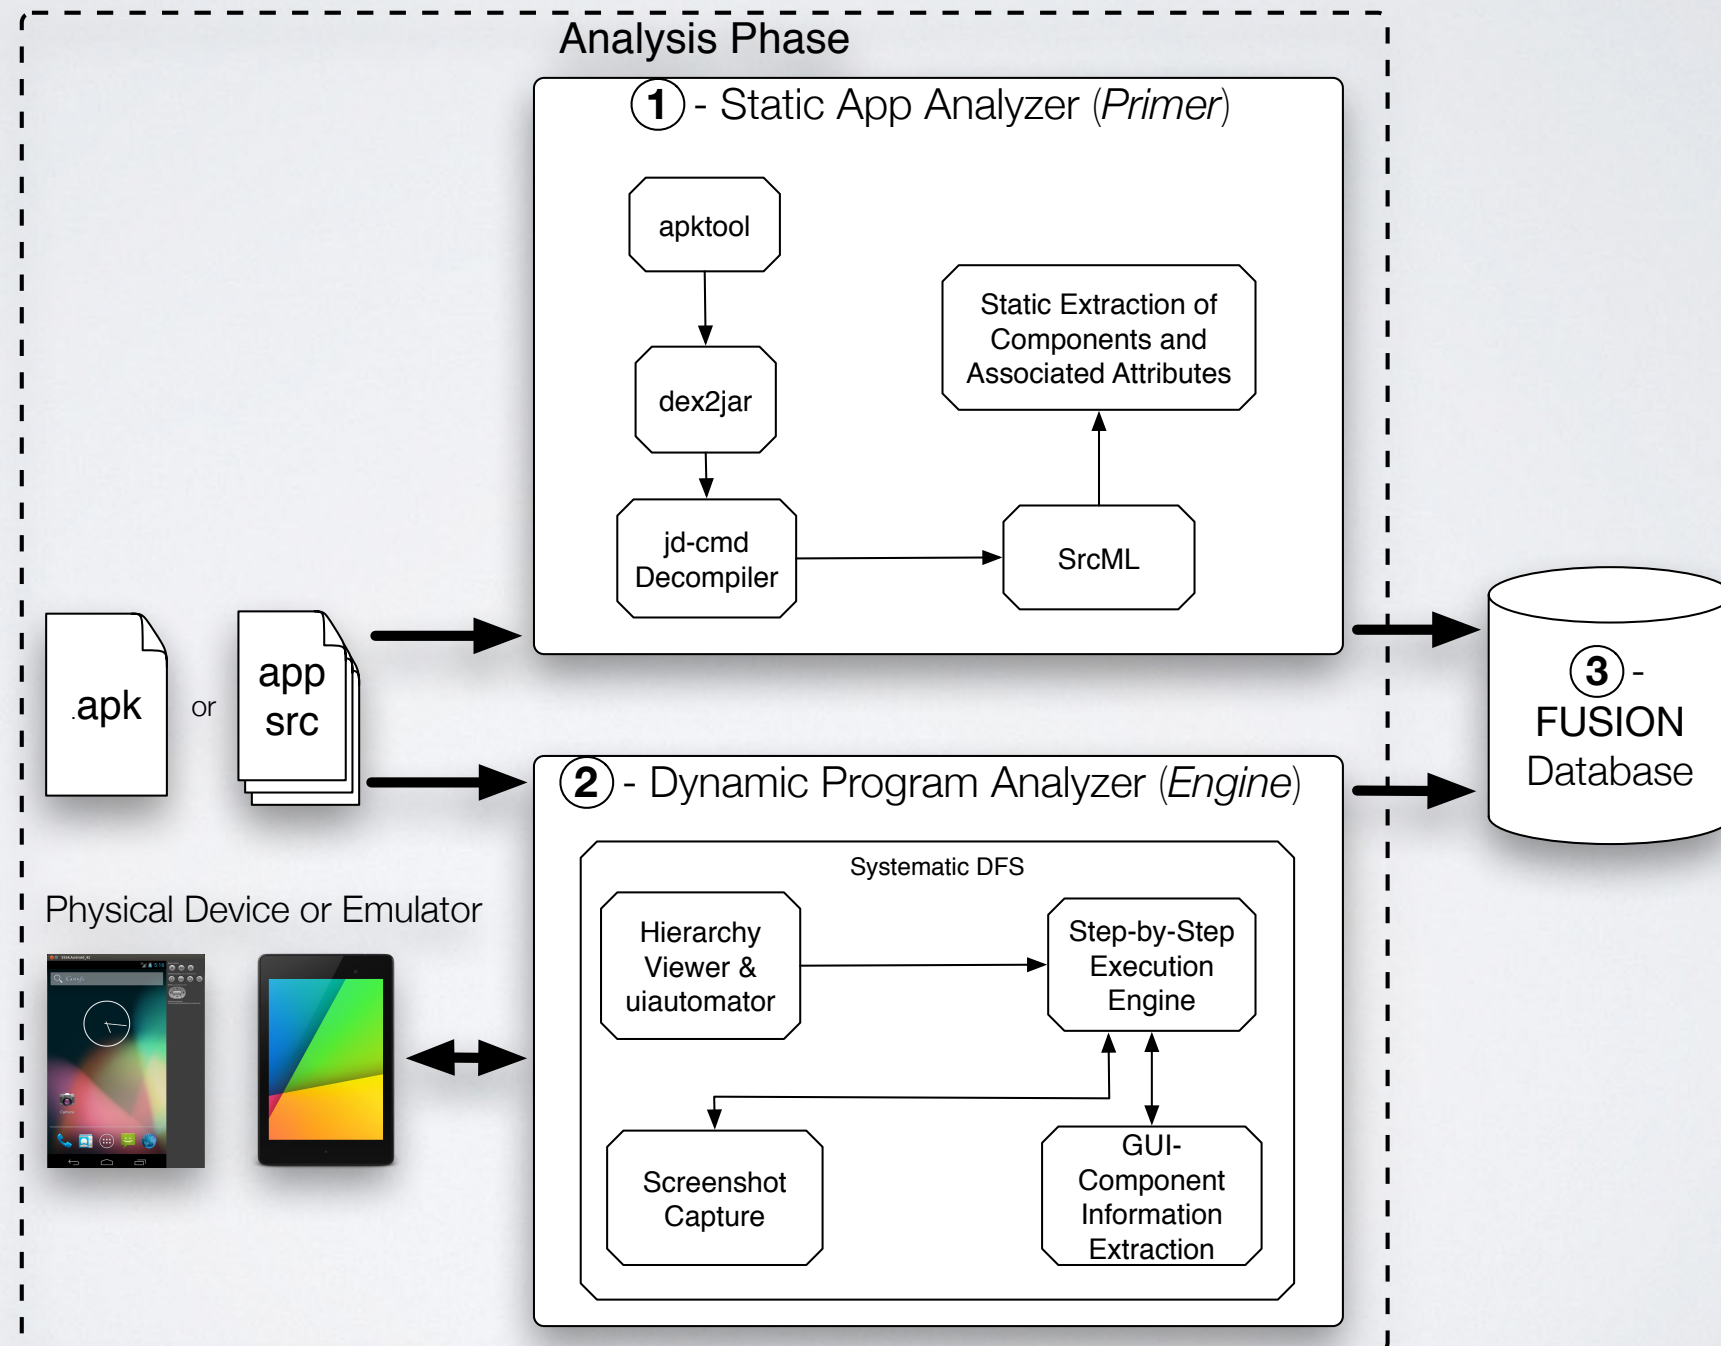 Analysis Phase
1 - Static App Analyzer (Primer)
apktool
dex2jar
jd-cmd
Decompiler
SrcML
Static Extraction of
Components and
Associated Attributes
.apk
or
app
src
2 - Dynamic Program Analyzer (Engine)
Systematic DFS
Hierarchy
Viewer &
uiautomator
Step-by-Step
Execution
Engine
Screenshot
Capture
GUI-
Component
Information
Extraction
Physical Device or Emulator
3 -
FUSION
Database